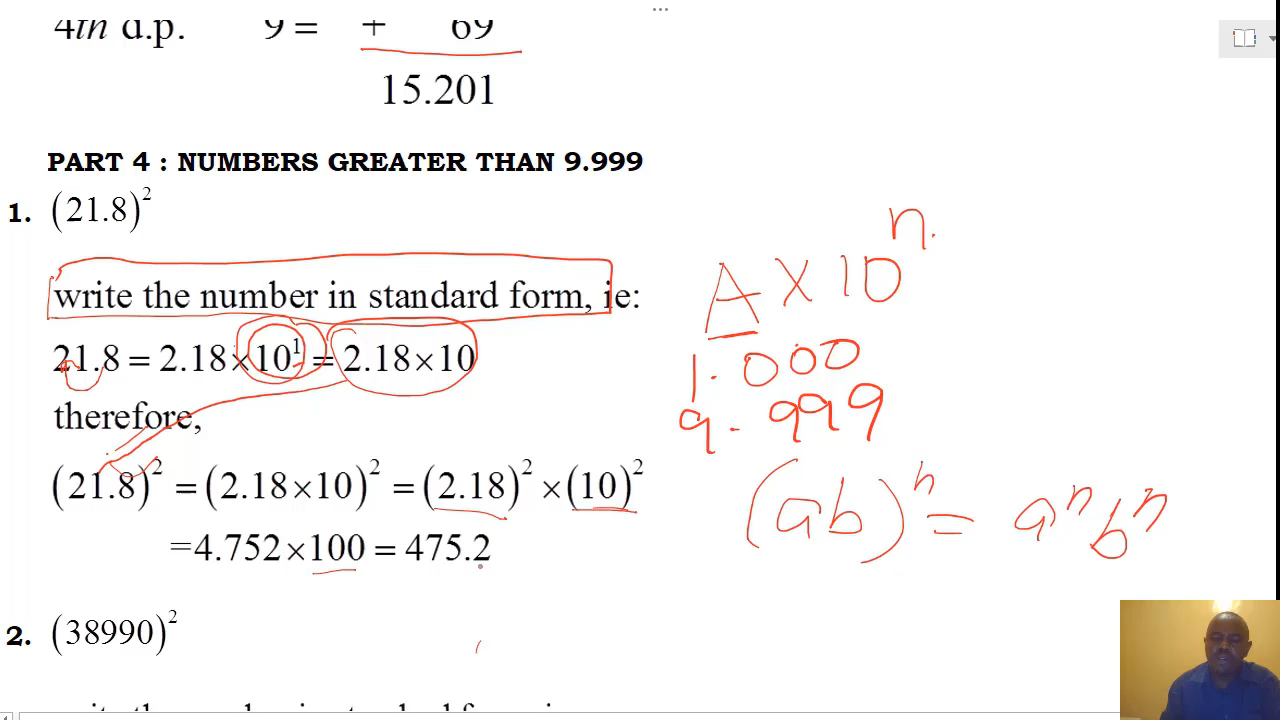 4th d.p. 9 = + 69
15.201
PART 4 : NUMBERS GREATER THAN 9.999
1. (21.8)²
write the number in standard form, ie:
21.8 = 2.18×10¹ = 2.18×10
therefore,
(21.8)² = (2.18×10)² = (2.18)² × (10)²
=4.752×100 = 475.2
2. (38990)²
A × 10ⁿ
1.000
9.999
(ab)ⁿ = aⁿbⁿ